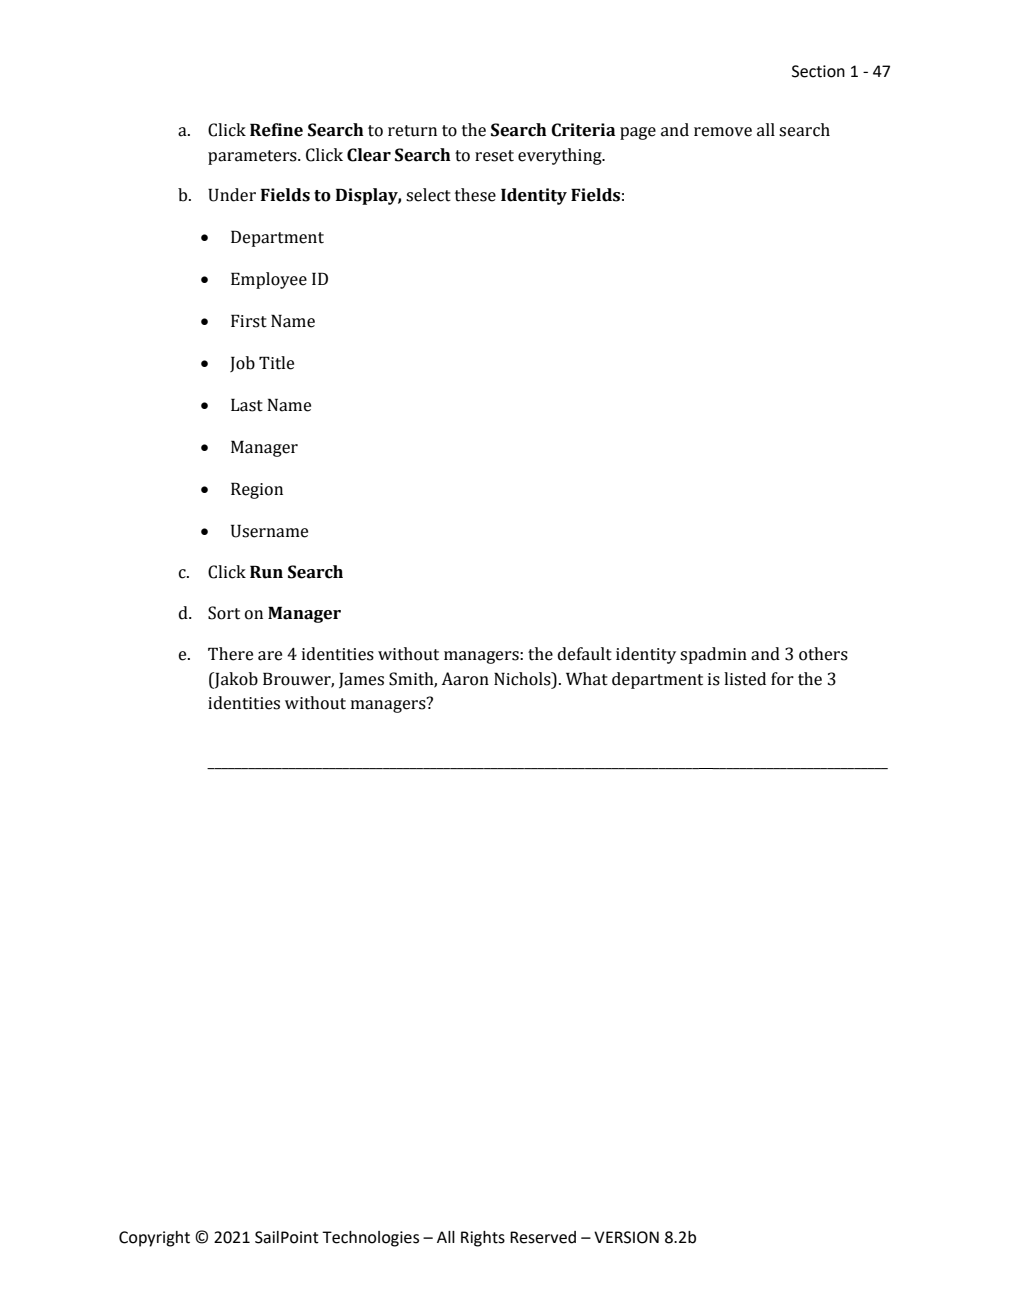 Section 1 - 47
a. Click Refine Search to return to the Search Criteria page and remove all search
parameters. Click Clear Search to reset everything.
b. Under Fields to Display, select these Identity Fields:
• Department
• Employee ID
• First Name
• Job Title
• Last Name
• Manager
• Region
• Username
c. Click Run Search
d. Sort on Manager
e. There are 4 identities without managers: the default identity spadmin and 3 others
(Jakob Brouwer, James Smith, Aaron Nichols). What department is listed for the 3
identities without managers?
Copyright © 2021 SailPoint Technologies – All Rights Reserved – VERSION 8.2b